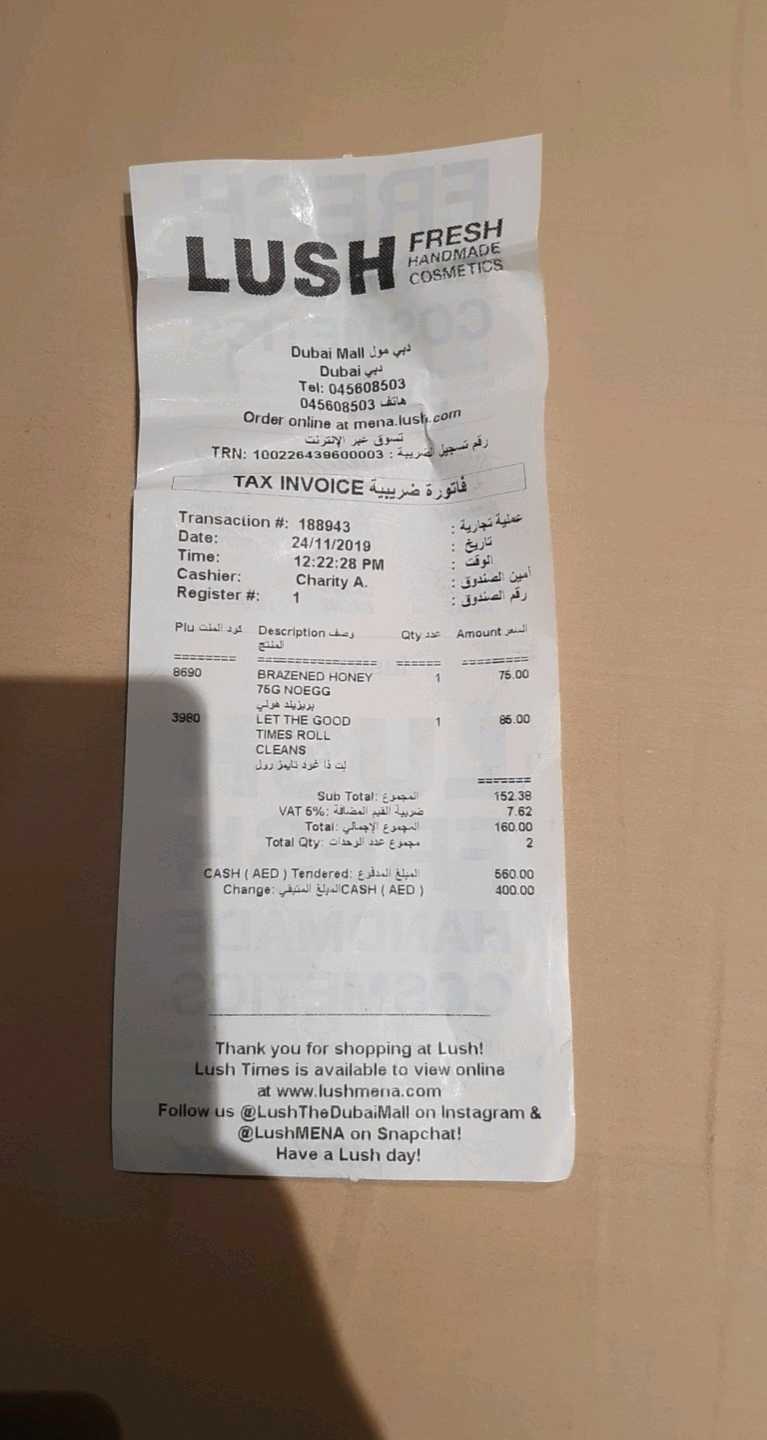 LUSH FRESH HANDMADE COSMETICS
Dubai Mall دبي مول
Dubai دبي
Tel: 045608503
045608503 هاتف
Order online at mena.lush.com
تسوق عبر الإنترنت
TRN: 100226439600003 : رقم تسجيل لضريبة
TAX INVOICE فاتورة ضريبية
Transaction #: 188943 عملية تجارية :
Date: 24/11/2019 تاريخ :
Time: 12:22:28 PM الوقت :
Cashier: Charity A. أمين الصندوق :
Register #: 1 رقم الصندوق :
Plu كود Description وصف Qty عدد Amount السعر
المنتج
======== ================ ====== =========
8690 BRAZENED HONEY 1 75.00
75G NOEGG
بريزيند هوني
3980 LET THE GOOD 1 85.00
TIMES ROLL
CLEANS
لت ذا غود تايمز رول
=======
Sub Total: المجموع: 152.38
VAT 5%: ضريبة القيم المضافة: 7.62
Total: المجموع الإجمالي: 160.00
Total Qty: مجموع عدد الوحدات: 2
CASH ( AED ) Tendered: المبلغ المدفوع: 560.00
Change: المبلغ المتبقي: CASH ( AED ) 400.00
Thank you for shopping at Lush!
Lush Times is available to view online
at www.lushmena.com
Follow us @LushTheDubaiMall on Instagram &
@LushMENA on Snapchat!
Have a Lush day!